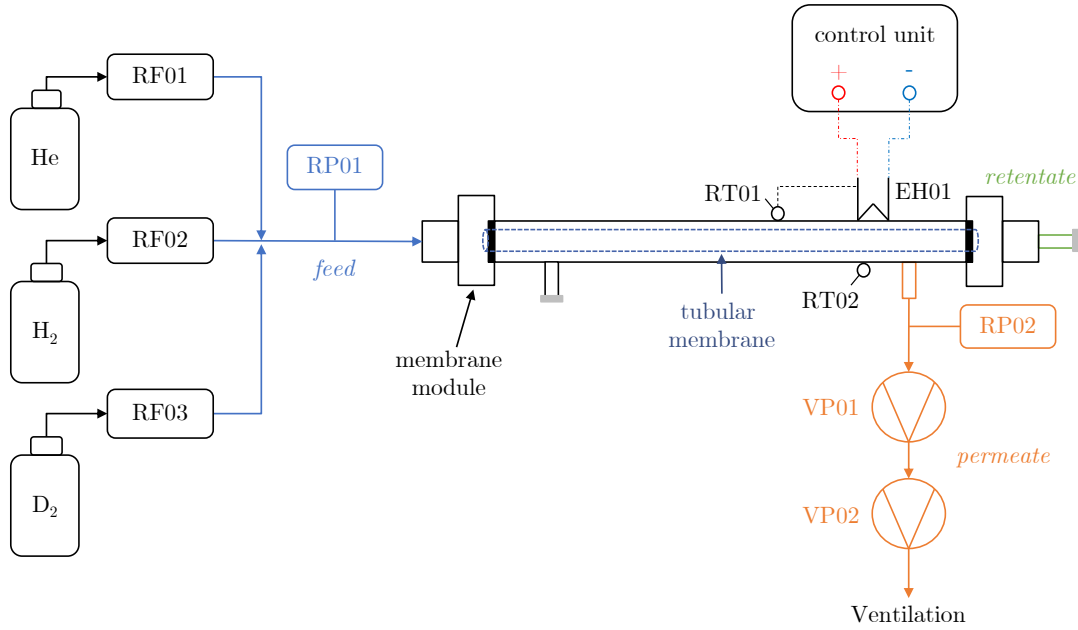 control unit
+
-
RF01
He
RP01
RT01
EH01
retentate
RF02
feed
RT02
H2
tubular
membrane
RP02
membrane
module
RF03
VP01
permeate
D2
VP02
Ventilation